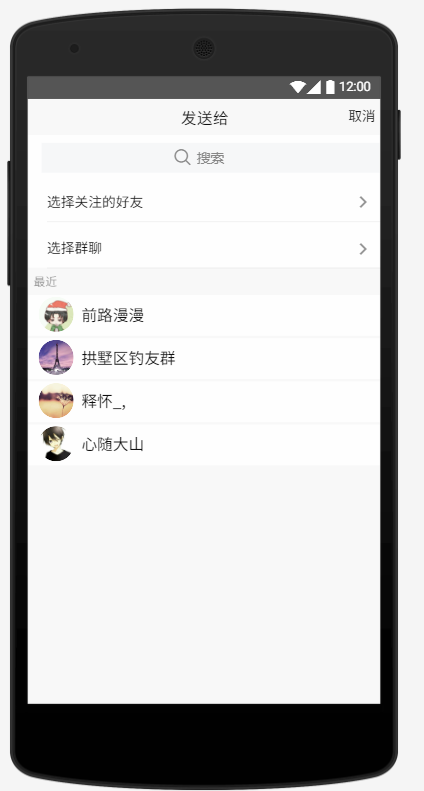 12:00
发送给
取消
搜索
选择关注的好友
选择群聊
最近
前路漫漫
拱墅区钓友群
释怀_,
心随大山